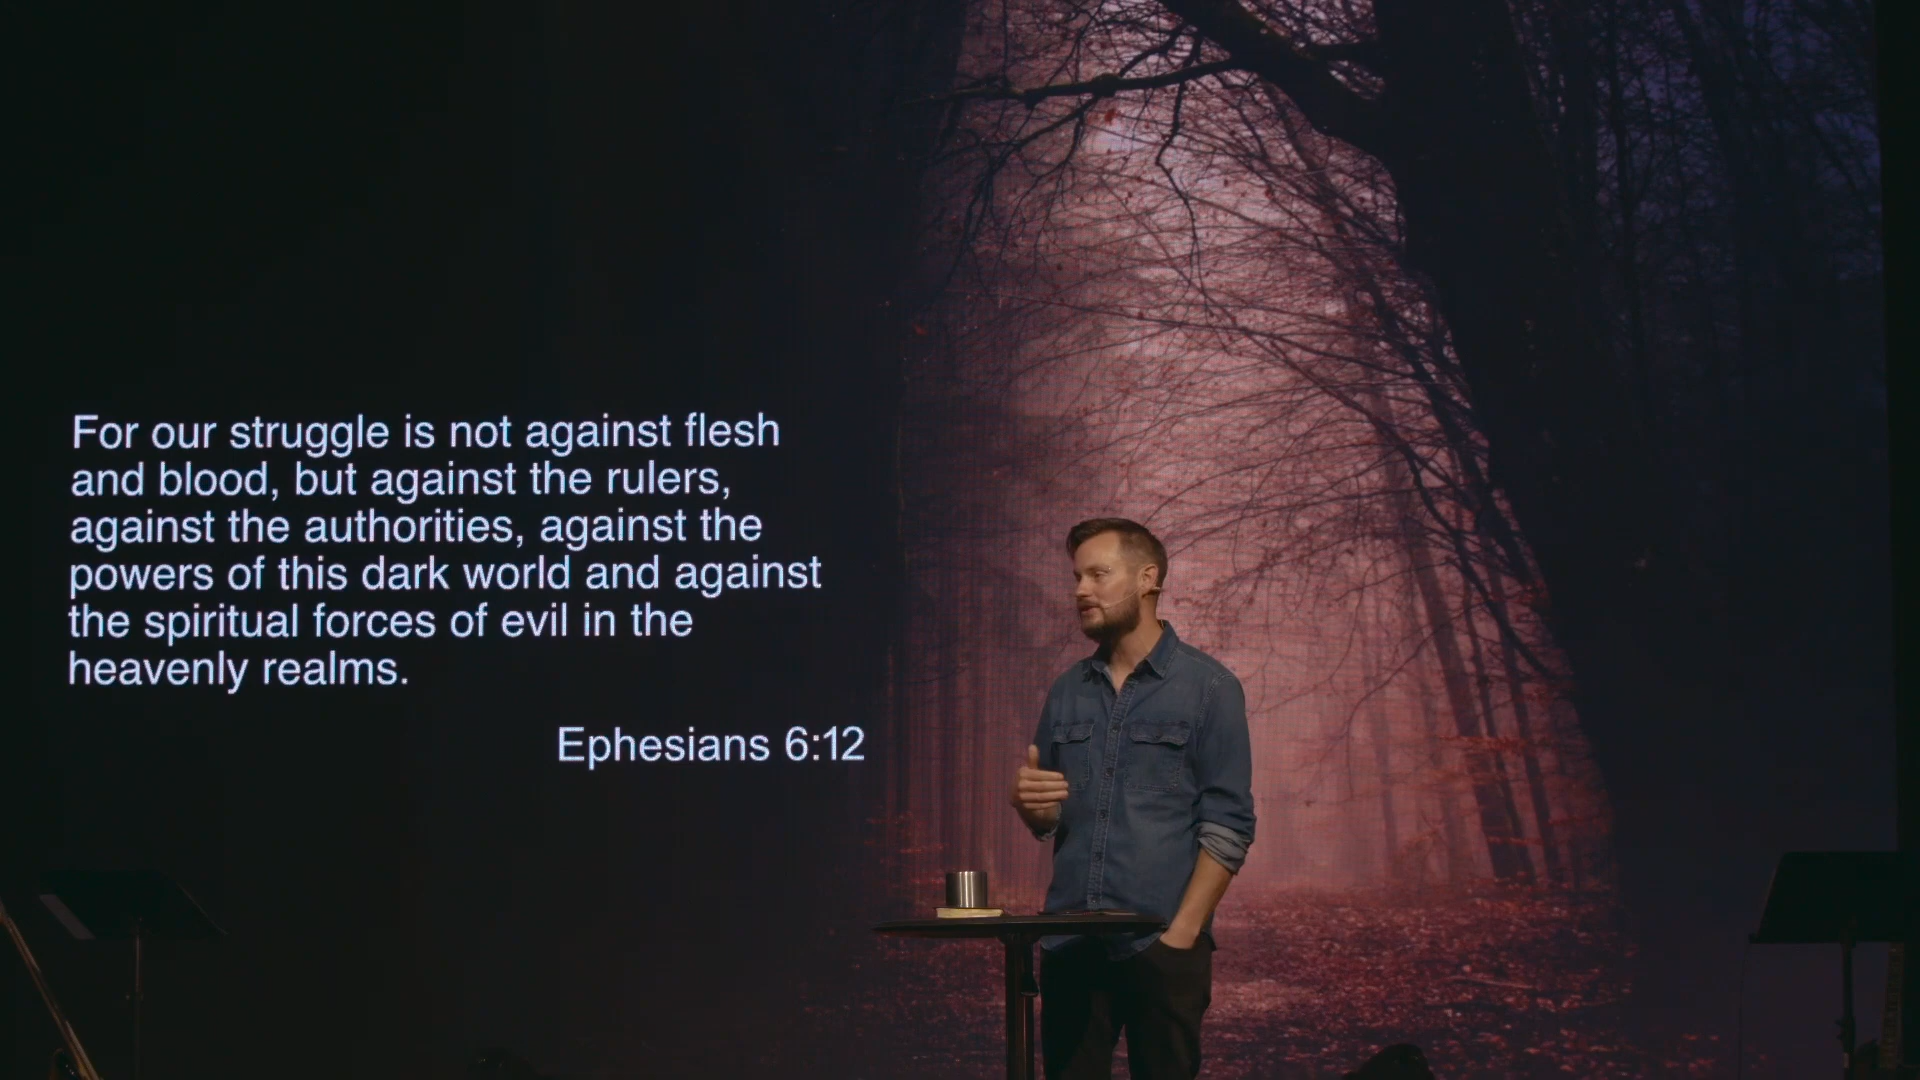 For our struggle is not against flesh
and blood, but against the rulers,
against the authorities, against the
powers of this dark world and against
the spiritual forces of evil in the
heavenly realms.
Ephesians 6:12